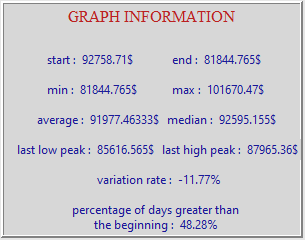 GRAPH INFORMATION
start : 92758.71$ end : 81844.765$
min : 81844.765$ max : 101670.47$
average : 91977.46333$ median : 92595.155$
last low peak : 85616.565$ last high peak : 87965.36$
variation rate : -11.77%
percentage of days greater than
the beginning : 48.28%